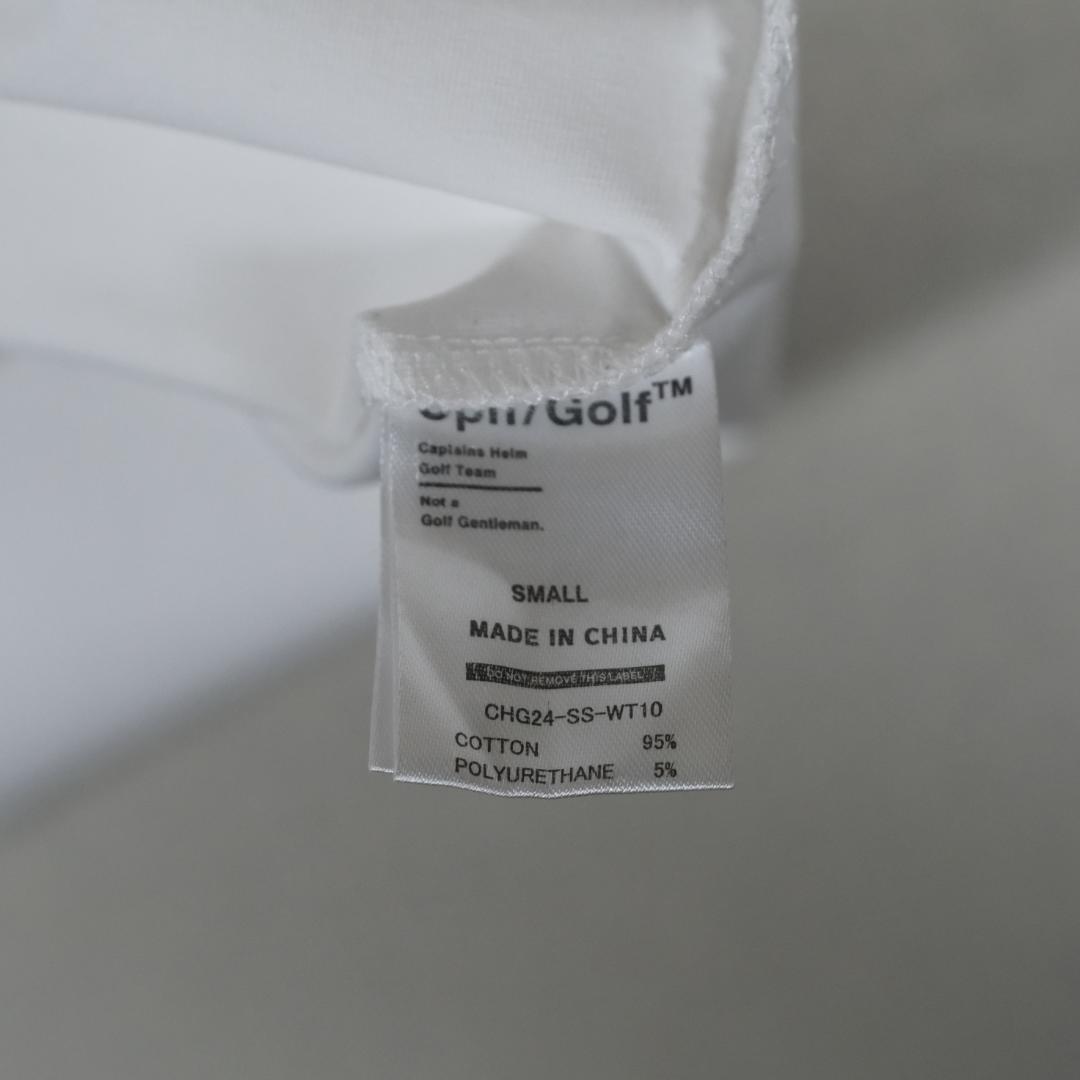 Cph/Golf™
Captains Helm
Golf Team
Not a
Golf Gentleman.
SMALL
MADE IN CHINA
DO NOT REMOVE THIS LABEL
CHG24-SS-WT10
COTTON 95%
POLYURETHANE 5%